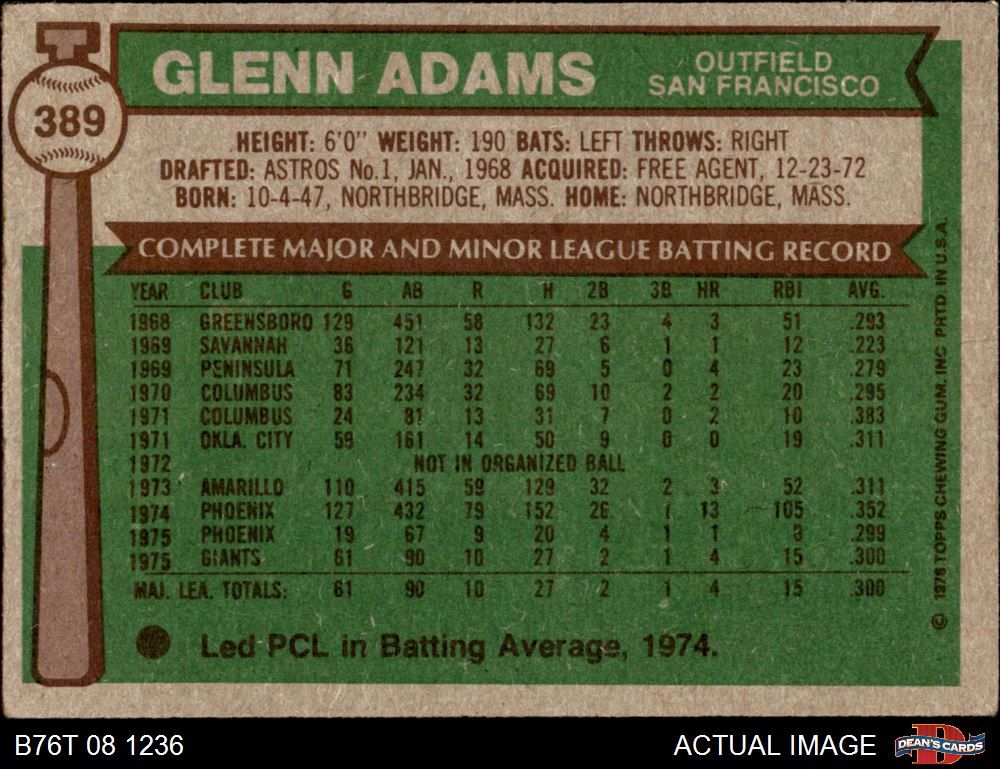 GLENN ADAMS
OUTFIELD
SAN FRANCISCO
389
HEIGHT: 6'0" WEIGHT: 190 BATS: LEFT THROWS: RIGHT
DRAFTED: ASTROS No.1, JAN., 1968 ACQUIRED: FREE AGENT, 12-23-72
BORN: 10-4-47, NORTHBRIDGE, MASS. HOME: NORTHBRIDGE, MASS.
COMPLETE MAJOR AND MINOR LEAGUE BATTING RECORD
YEAR CLUB G AB R H 2B 3B HR RBI AVG.
1968 GREENSBORO 129 451 58 132 23 4 3 51 .293
1969 SAVANNAH 36 121 13 27 6 1 1 12 .223
1969 PENINSULA 71 247 32 69 5 0 4 23 .279
1970 COLUMBUS 83 234 32 69 10 2 2 20 .295
1971 COLUMBUS 24 81 13 31 7 0 2 10 .383
1971 OKLA. CITY 59 161 14 50 9 0 0 19 .311
1972 NOT IN ORGANIZED BALL
1973 AMARILLO 110 415 59 129 32 2 3 52 .311
1974 PHOENIX 127 432 79 152 26 1 13 105 .352
1975 PHOENIX 19 67 9 20 4 1 1 8 .299
1975 GIANTS 61 90 10 27 2 1 4 15 .300
MAJ. LEA. TOTALS: 61 90 10 27 2 1 4 15 .300
Led PCL in Batting Average, 1974.
© 1976 TOPPS CHEWING GUM, INC. PRTD. IN U.S.A.
B76T 08 1236
ACTUAL IMAGE
DEAN'S CARDS